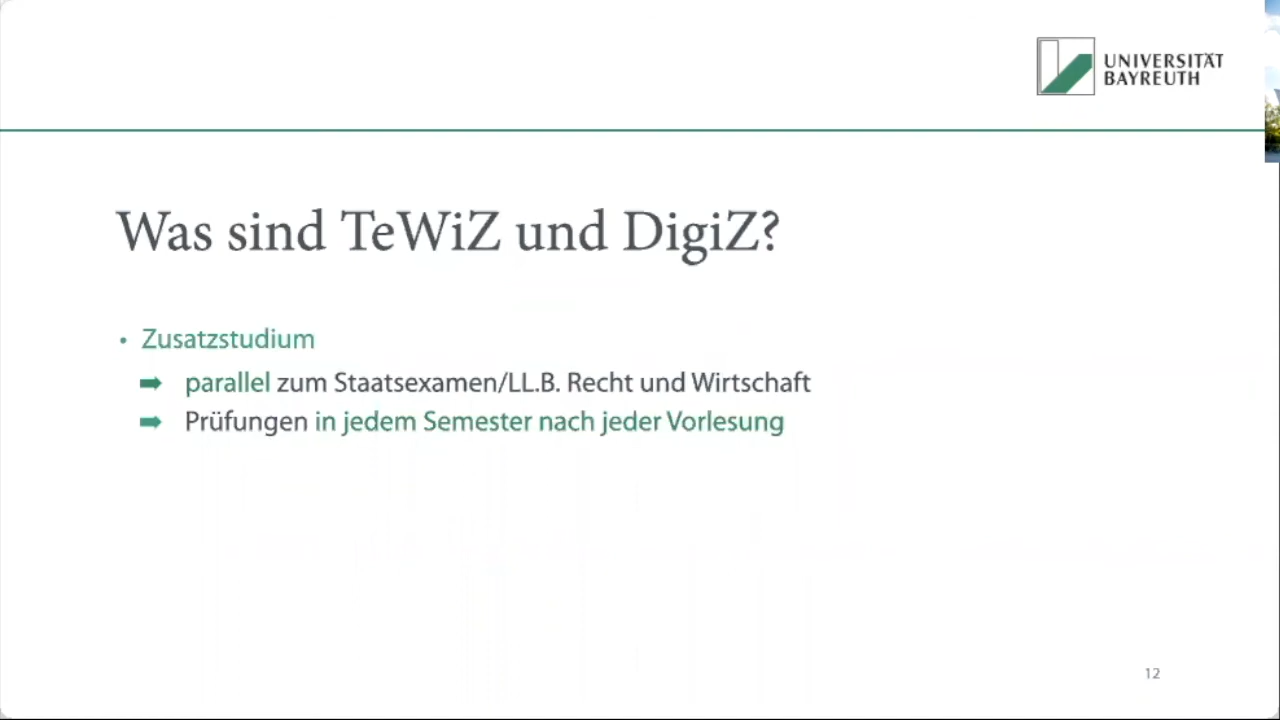 UNIVERSITÄT
BAYREUTH
Was sind TeWiZ und DigiZ?
• Zusatzstudium
➡ parallel zum Staatsexamen/LL.B. Recht und Wirtschaft
➡ Prüfungen in jedem Semester nach jeder Vorlesung
12